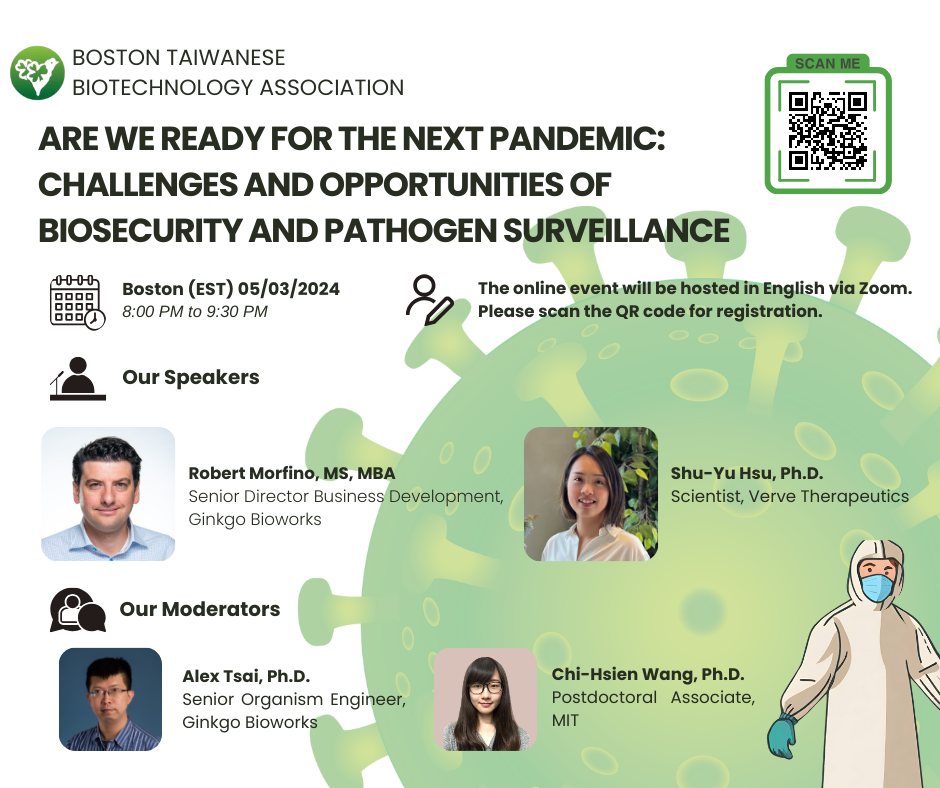 BOSTON TAIWANESE
BIOTECHNOLOGY ASSOCIATION
SCAN ME
ARE WE READY FOR THE NEXT PANDEMIC:
CHALLENGES AND OPPORTUNITIES OF
BIOSECURITY AND PATHOGEN SURVEILLANCE
Boston (EST) 05/03/2024
8:00 PM to 9:30 PM
The online event will be hosted in English via Zoom.
Please scan the QR code for registration.
Our Speakers
Robert Morfino, MS, MBA
Senior Director Business Development,
Ginkgo Bioworks
Shu-Yu Hsu, Ph.D.
Scientist, Verve Therapeutics
Our Moderators
Alex Tsai, Ph.D.
Senior Organism Engineer,
Ginkgo Bioworks
Chi-Hsien Wang, Ph.D.
Postdoctoral Associate,
MIT